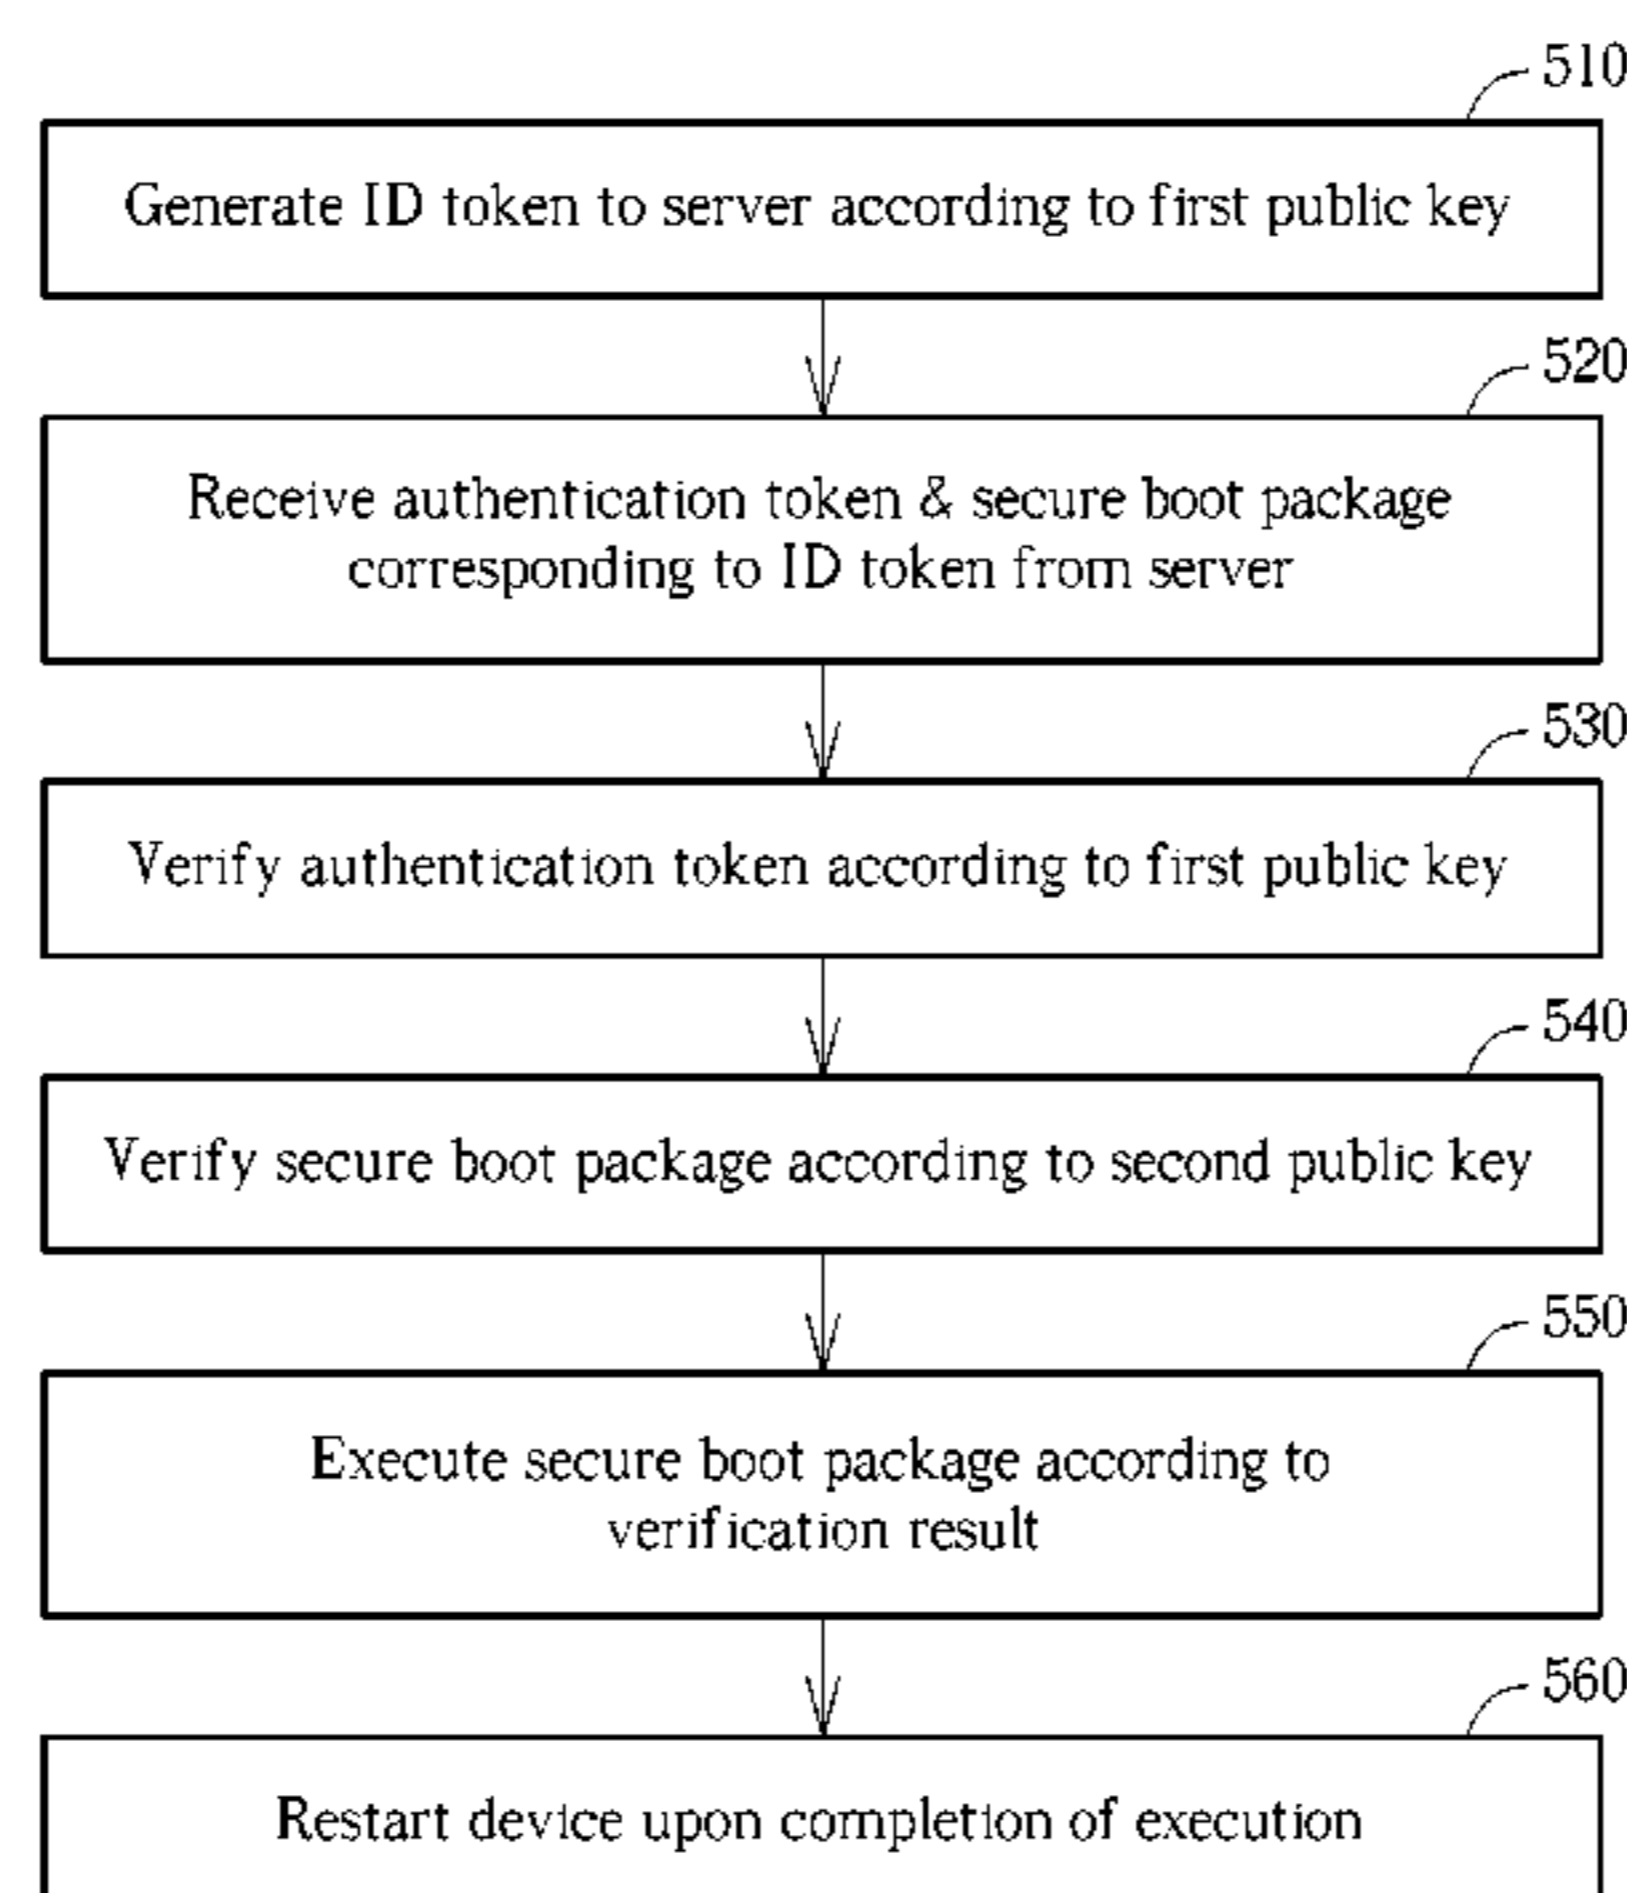 510
Generate ID token to server according to first public key
520
Receive authentication token & secure boot package
corresponding to ID token from server
530
Verify authentication token according to first public key
540
Verify secure boot package according to second public key
550
Execute secure boot package according to
verification result
560
Restart device upon completion of execution